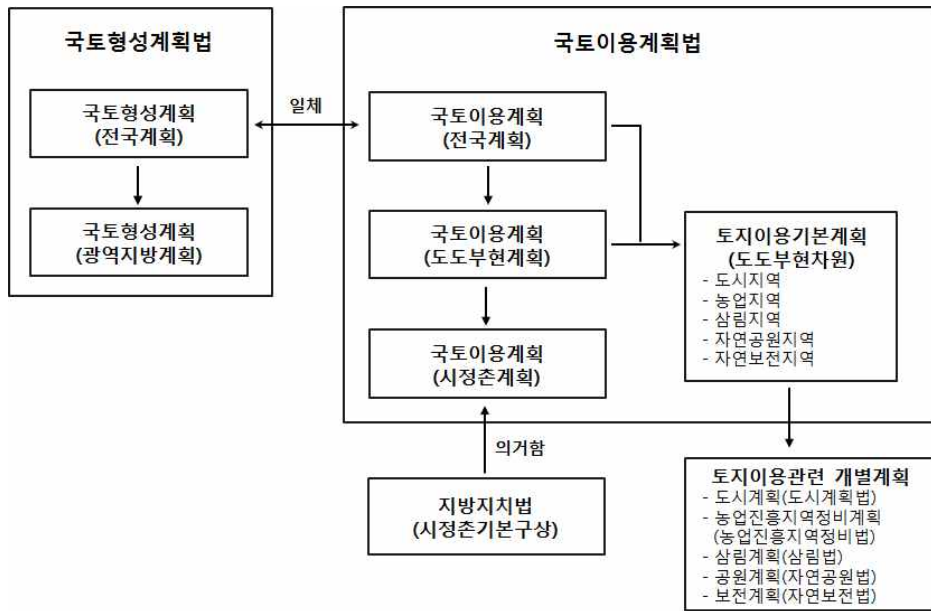 국토형성계획법
국토형성계획
(전국계획)
국토형성계획
(광역지방계획)
일체
국토이용계획법
국토이용계획
(전국계획)
국토이용계획
(도도부현계획)
국토이용계획
(시정촌계획)
토지이용기본계획
(도도부현차원)
- 도시지역
- 농업지역
- 삼림지역
- 자연공원지역
- 자연보전지역
의거함
지방지치법
(시정촌기본구상)
토지이용관련 개별계획
- 도시계획(도시계획법)
- 농업진흥지역정비계획
(농업진흥지역정비법)
- 삼림계획(삼림법)
- 공원계획(자연공원법)
- 보전계획(자연보전법)